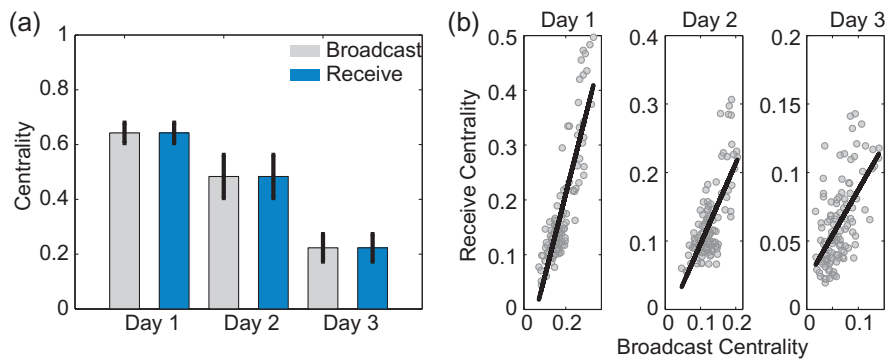 (a)
Centrality
1
0.8
0.6
0.4
0.2
0
Broadcast
Receive
Day 1 Day 2 Day 3
(b)
Day 1 Day 2 Day 3
Receive Centrality
0.5
0.4
0.3
0.2
0.1
0
0 0.2
0.4
0.3
0.2
0.1
0
0 0.1 0.2
0.2
0.15
0.1
0.05
0
0 0.1
Broadcast Centrality